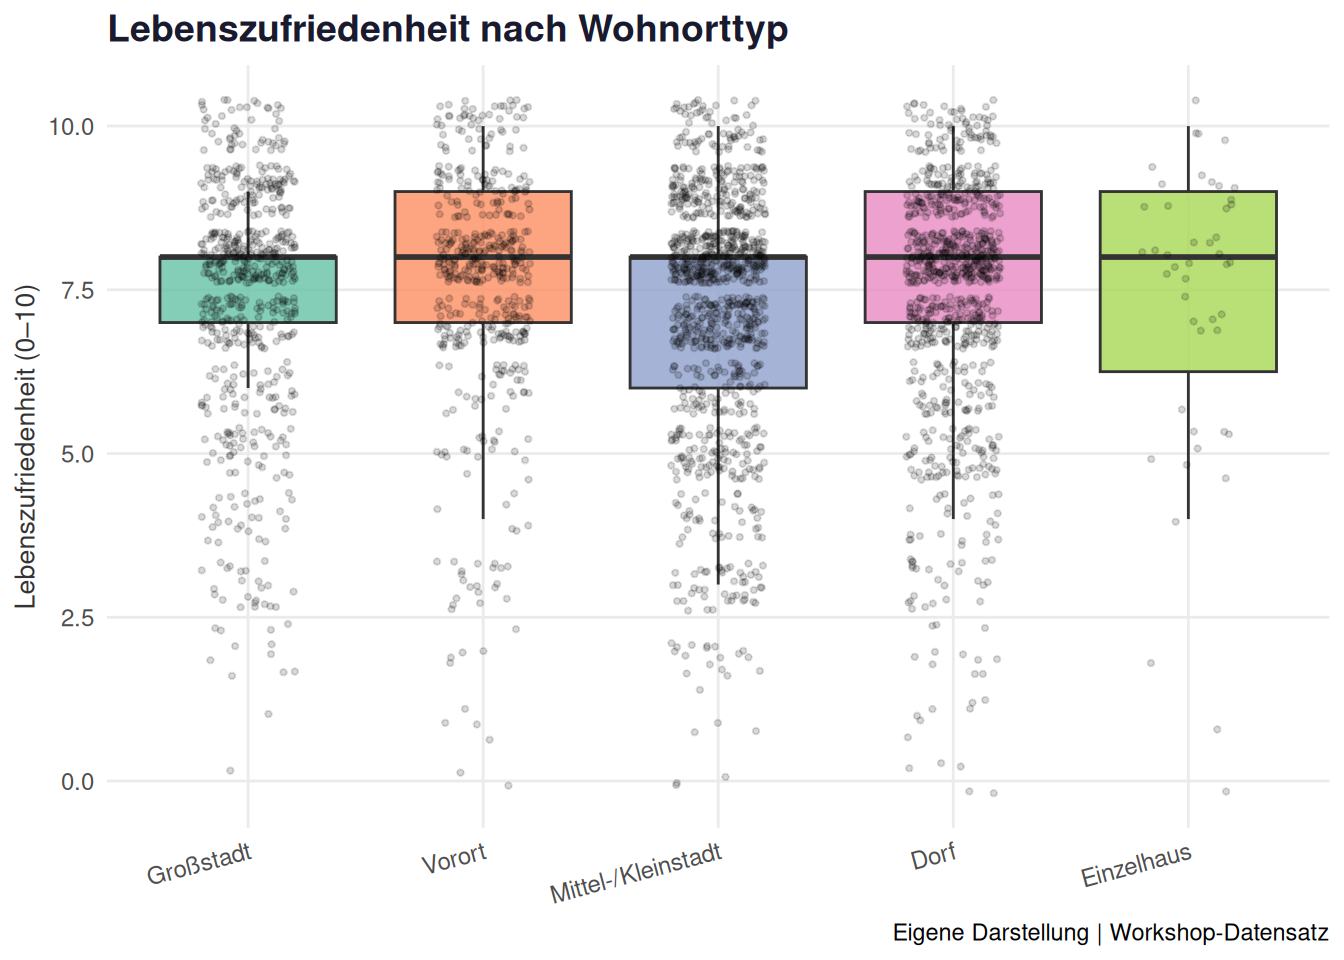 Lebenszufriedenheit nach Wohnorttyp
Lebenszufriedenheit (0–10)
10.0
7.5
5.0
2.5
0.0
Großstadt
Vorort
Mittel-/Kleinstadt
Dorf
Einzelhaus
Eigene Darstellung | Workshop-Datensatz